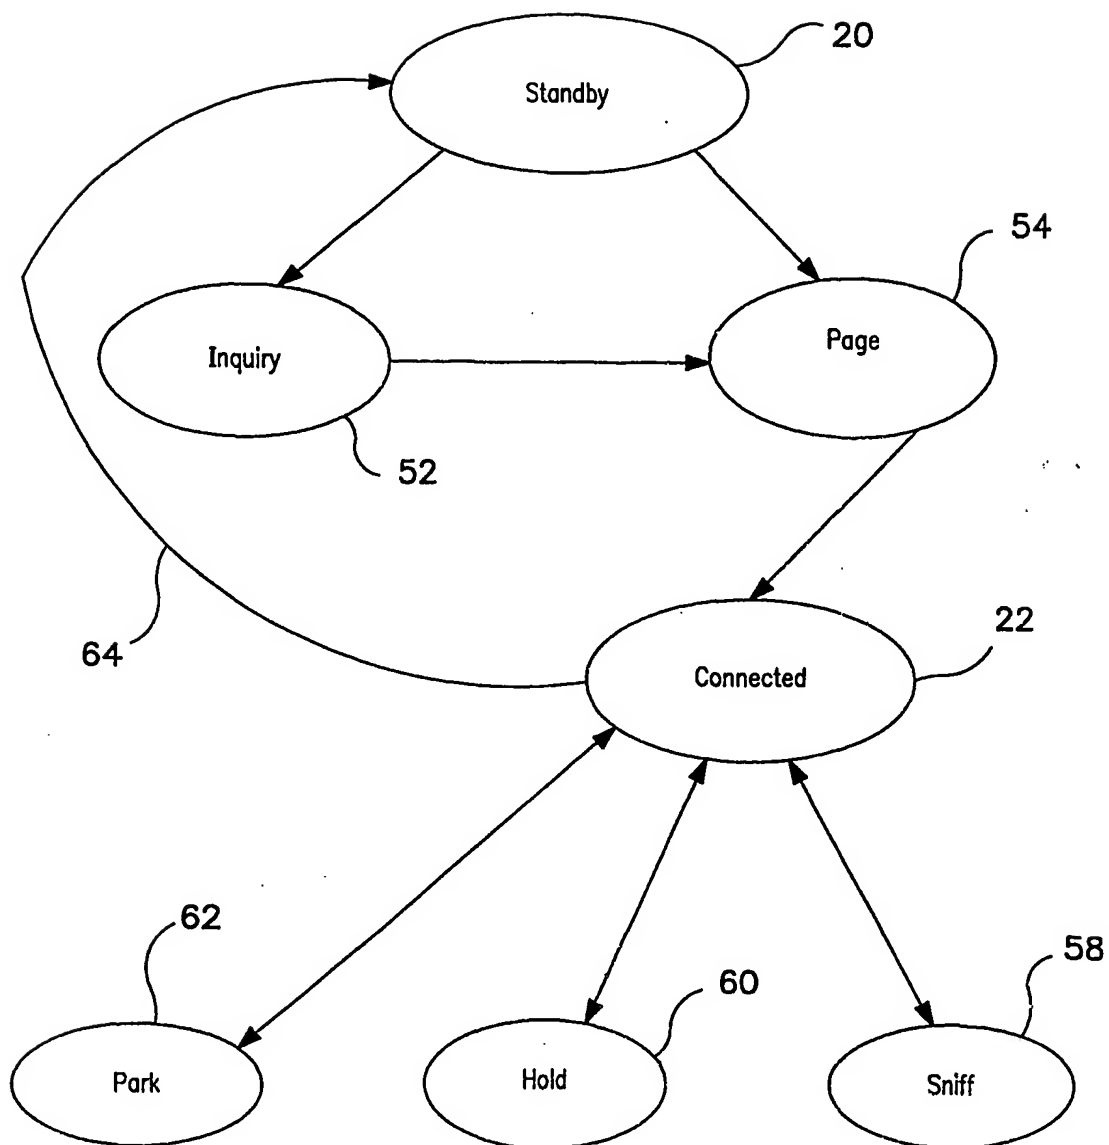 20
Standby
54
Page
Inquiry
52
22
Connected
64
62
58
60
Park
Hold
Sniff